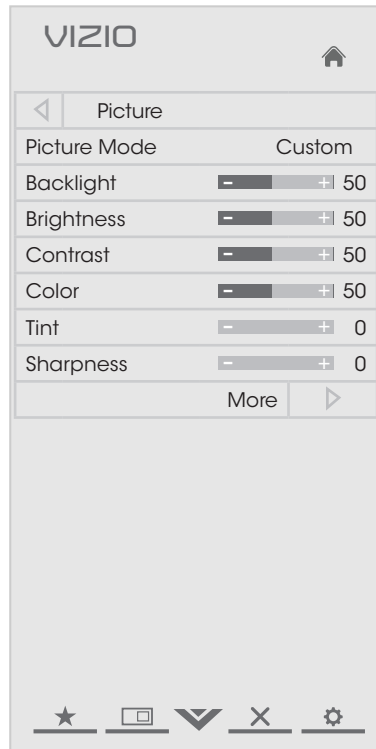 VIZIO
Picture
Picture Mode Custom
Backlight - + 50
Brightness - + 50
Contrast - + 50
Color - + 50
Tint - + 0
Sharpness - + 0
More